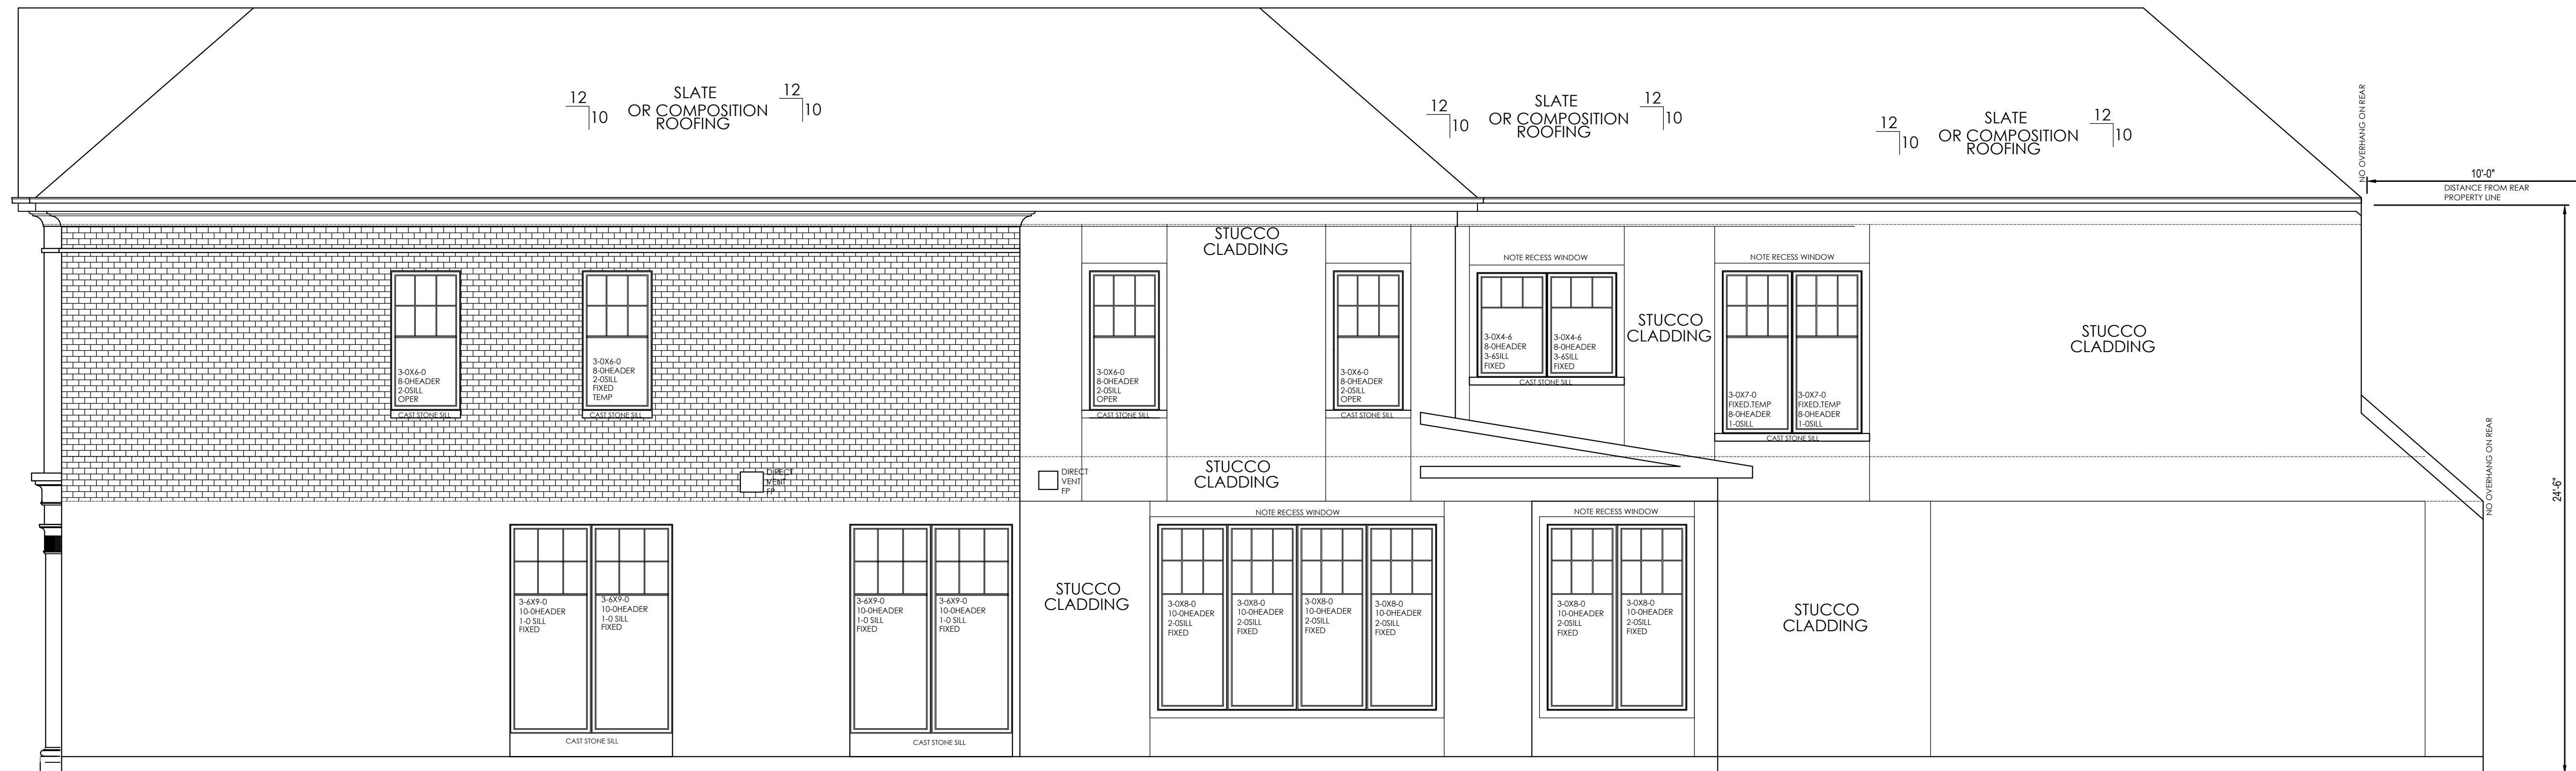 12
10
SLATE
OR COMPOSITION
ROOFING
12
10
12
10
SLATE
OR COMPOSITION
ROOFING
12
10
12
10
SLATE
OR COMPOSITION
ROOFING
12
10
NO OVERHANG ON REAR
10'-0"
DISTANCE FROM REAR
PROPERTY LINE
STUCCO
CLADDING
NOTE RECESS WINDOW
NOTE RECESS WINDOW
3-0X6-0
8-0HEADER
2-0SILL
OPER
CAST STONE SILL
3-0X6-0
8-0HEADER
2-0SILL
FIXED
TEMP
CAST STONE SILL
3-0X6-0
8-0HEADER
2-0SILL
OPER
CAST STONE SILL
3-0X6-0
8-0HEADER
2-0SILL
OPER
CAST STONE SILL
3-0X4-6
8-0HEADER
3-6SILL
FIXED
3-0X4-6
8-0HEADER
3-6SILL
FIXED
CAST STONE SILL
STUCCO
CLADDING
3-0X7-0
FIXED,TEMP
8-0HEADER
1-0SILL
3-0X7-0
FIXED,TEMP
8-0HEADER
1-0SILL
CAST STONE SILL
STUCCO
CLADDING
DIRECT
VENT
FP
DIRECT
VENT
FP
STUCCO
CLADDING
NO OVERHANG ON REAR
24'-6"
NOTE RECESS WINDOW
NOTE RECESS WINDOW
3-6X9-0
10-0HEADER
1-0 SILL
FIXED
3-6X9-0
10-0HEADER
1-0 SILL
FIXED
CAST STONE SILL
3-6X9-0
10-0HEADER
1-0 SILL
FIXED
3-6X9-0
10-0HEADER
1-0 SILL
FIXED
CAST STONE SILL
STUCCO
CLADDING
3-0X8-0
10-0HEADER
2-0SILL
FIXED
3-0X8-0
10-0HEADER
2-0SILL
FIXED
3-0X8-0
10-0HEADER
2-0SILL
FIXED
3-0X8-0
10-0HEADER
2-0SILL
FIXED
3-0X8-0
10-0HEADER
2-0SILL
FIXED
3-0X8-0
10-0HEADER
2-0SILL
FIXED
STUCCO
CLADDING